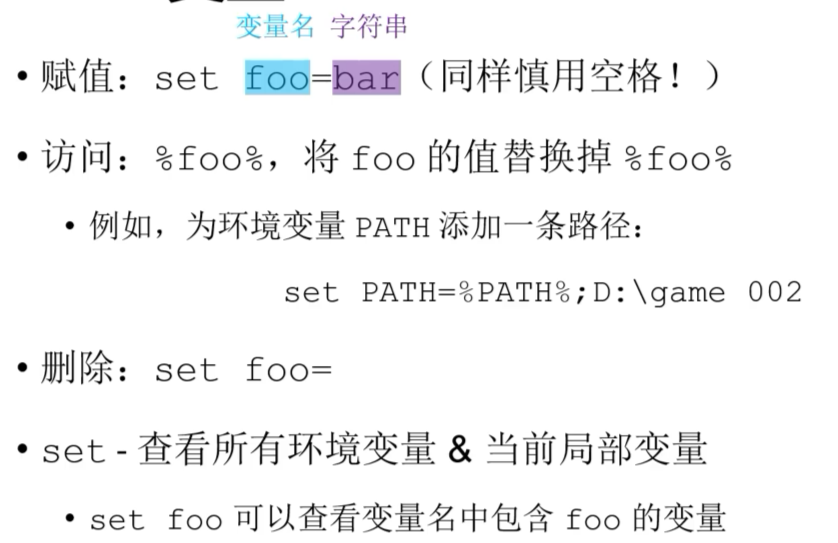 变量名 字符串
• 赋值：set foo=bar（同样慎用空格！）
• 访问：%foo%，将 foo 的值替换掉 %foo%
• 例如，为环境变量 PATH 添加一条路径：
set PATH=%PATH%;D:\game 002
• 删除：set foo=
• set - 查看所有环境变量 & 当前局部变量
• set foo 可以查看变量名中包含 foo 的变量